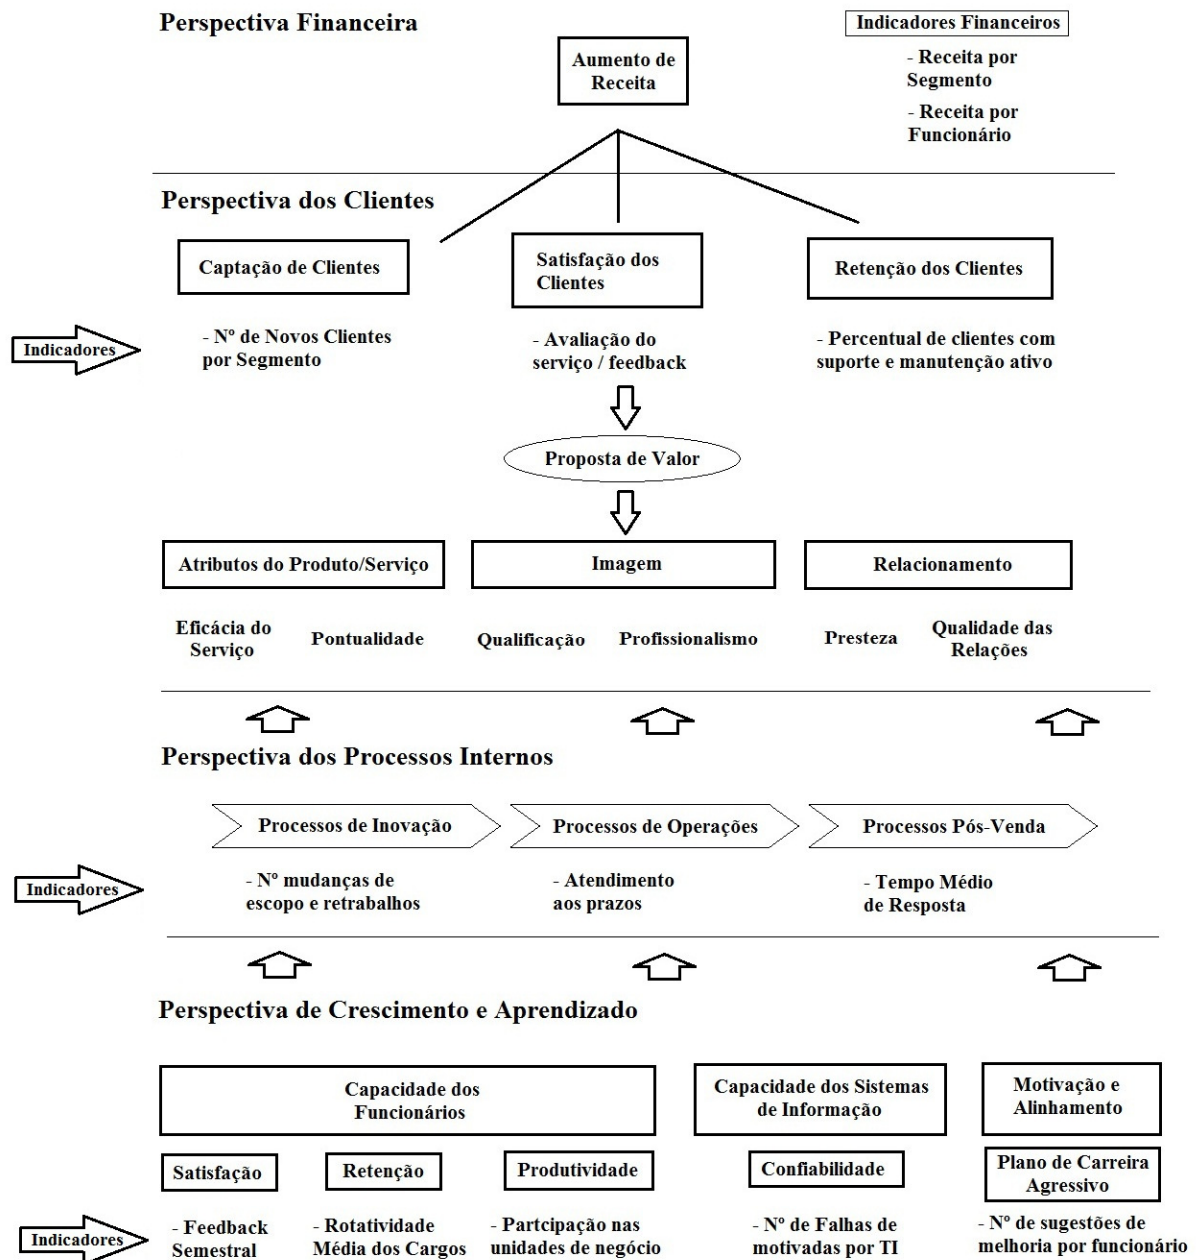 Perspectiva Financeira
Indicadores Financeiros
Aumento de
Receita
- Receita por
Segmento
- Receita por
Funcionário
Perspectiva dos Clientes
Captação de Clientes
Satisfação dos
Clientes
Retenção dos Clientes
Indicadores
- Nº de Novos Clientes
por Segmento
- Avaliação do
serviço / feedback
- Percentual de clientes com
suporte e manutenção ativo
Proposta de Valor
Atributos do Produto/Serviço
Imagem
Relacionamento
Eficácia do
Serviço
Pontualidade
Qualificação
Profissionalismo
Presteza
Qualidade das
Relações
Perspectiva dos Processos Internos
Processos de Inovação
Processos de Operações
Processos Pós-Venda
Indicadores
- Nº mudanças de
escopo e retrabalhos
- Atendimento
aos prazos
- Tempo Médio
de Resposta
Perspectiva de Crescimento e Aprendizado
Capacidade dos
Funcionários
Capacidade dos Sistemas
de Informação
Motivação e
Alinhamento
Satisfação
Retenção
Produtividade
Confiabilidade
Plano de Carreira
Agressivo
Indicadores
- Feedback
Semestral
- Rotatividade
Média dos Cargos
- Partcipação nas
unidades de negócio
- Nº de Falhas de
motivadas por TI
- Nº de sugestões de
melhoria por funcionário